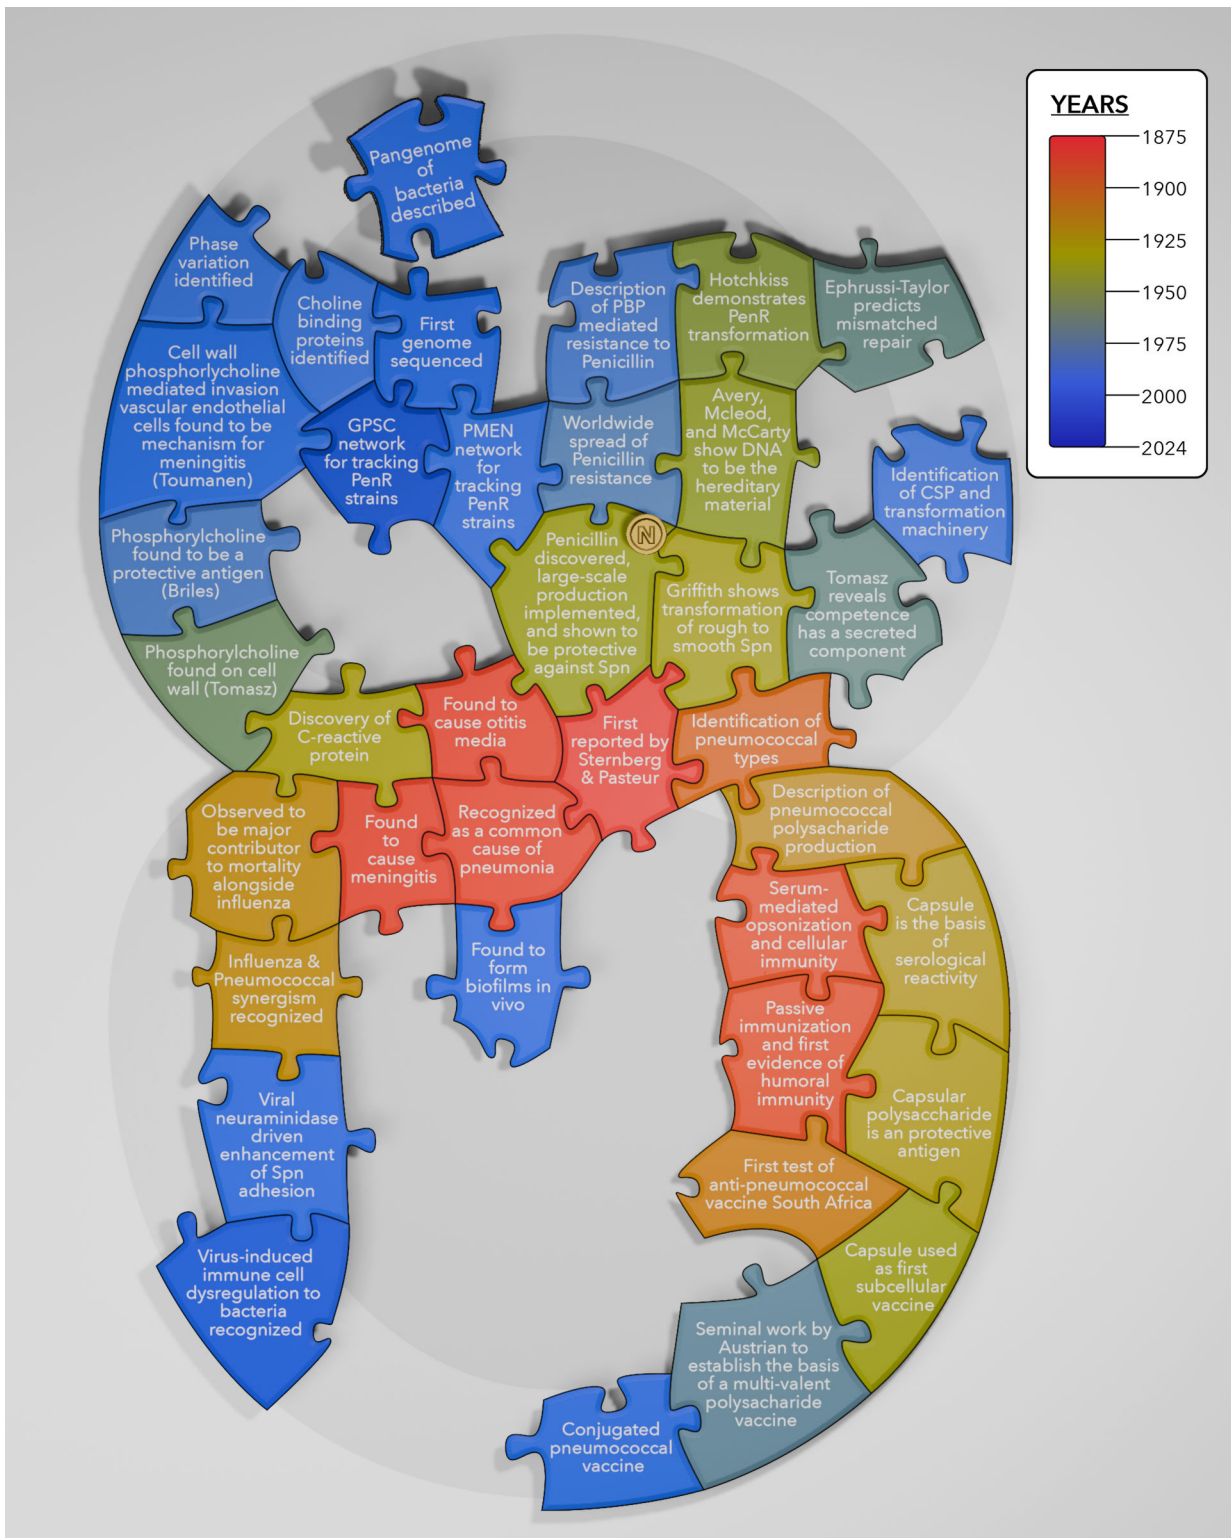 YEARS
1875
1900
1925
1950
1975
2000
2024
Pangenome
of
bacteria
described
Phase
variation
identified
Choline
binding
proteins
identified
First
genome
sequenced
Description
of PBP
mediated
resistance to
Penicillin
Hotchkiss
demonstrates
PenR
transformation
Ephrussi-Taylor
predicts
mismatched
repair
Cell wall
phosphorlycholine
mediated invasion
vascular endothelial
cells found to be
mechanism for
meningitis
(Toumanen)
GPSC
network
for tracking
PenR
strains
PMEN
network
for
tracking
PenR
strains
Worldwide
spread of
Penicillin
resistance
Avery,
Mcleod,
and McCarty
show DNA
to be the
hereditary
material
Identification
of CSP and
transformation
machinery
Phosphorylcholine
found to be a
protective antigen
(Briles)
Penicillin
discovered,
large-scale
production
implemented,
and shown to
be protective
against Spn
N
Griffith shows
transformation
of rough to
smooth Spn
Tomasz
reveals
competence
has a secreted
component
Phosphorylcholine
found on cell
wall (Tomasz)
Discovery of
C-reactive
protein
Found to
cause otitis
media
First
reported by
Sternberg
& Pasteur
Identification of
pneumococcal
types
Observed to
be major
contributor
to mortality
alongside
influenza
Found
to
cause
meningitis
Recognized
as a common
cause of
pneumonia
Description of
pneumococcal
polysacharide
production
Serum-
mediated
opsonization
and cellular
immunity
Capsule
is the basis
of
serological
reactivity
Influenza &
Pneumococcal
synergism
recognized
Found to
form
biofilms in
vivo
Passive
immunization
and first
evidence of
humoral
immunity
Capsular
polysaccharide
is an protective
antigen
Viral
neuraminidase
driven
enhancement
of Spn
adhesion
First test of
anti-pneumococcal
vaccine South Africa
Virus-induced
immune cell
dysregulation to
bacteria
recognized
Capsule used
as first
subcellular
vaccine
Seminal work by
Austrian to
establish the basis
of a multi-valent
polysacharide
vaccine
Conjugated
pneumococcal
vaccine